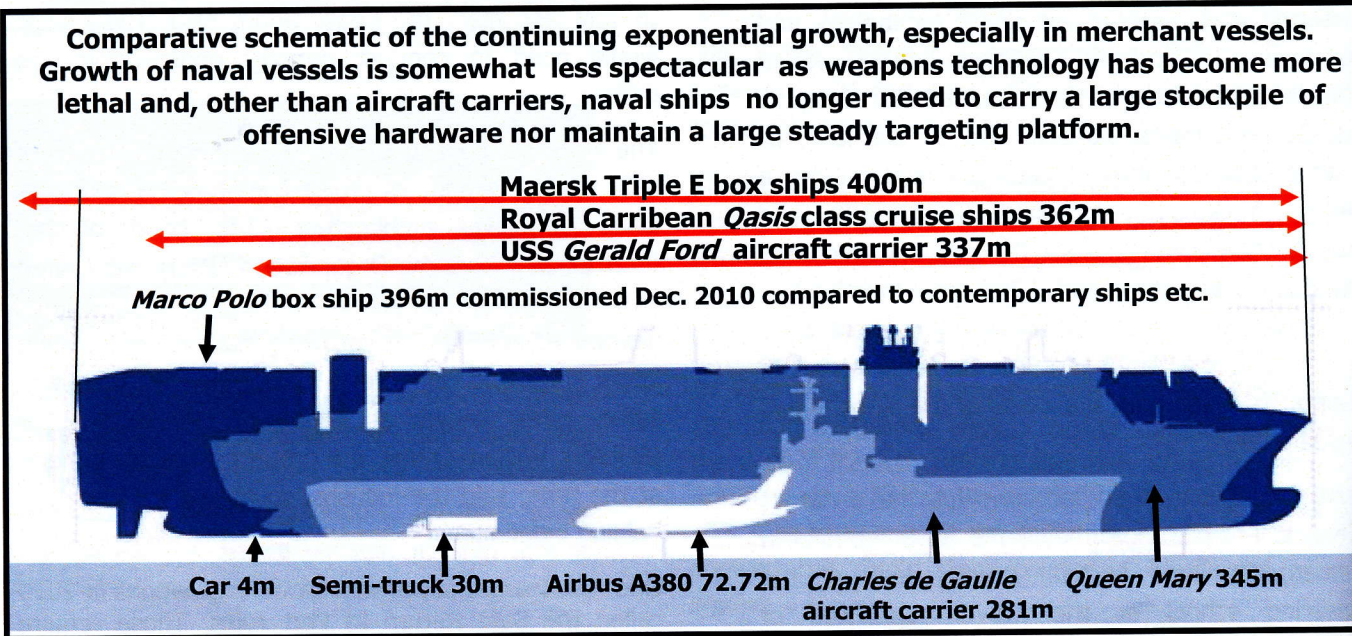 Comparative schematic of the continuing exponential growth, especially in merchant vessels.
Growth of naval vessels is somewhat less spectacular as weapons technology has become more
lethal and, other than aircraft carriers, naval ships no longer need to carry a large stockpile of
offensive hardware nor maintain a large steady targeting platform.
Maersk Triple E box ships 400m
Royal Carribean Qasis class cruise ships 362m
USS Gerald Ford aircraft carrier 337m
Marco Polo box ship 396m commissioned Dec. 2010 compared to contemporary ships etc.
Car 4m
Semi-truck 30m
Airbus A380 72.72m
Charles de Gaulle
aircraft carrier 281m
Queen Mary 345m